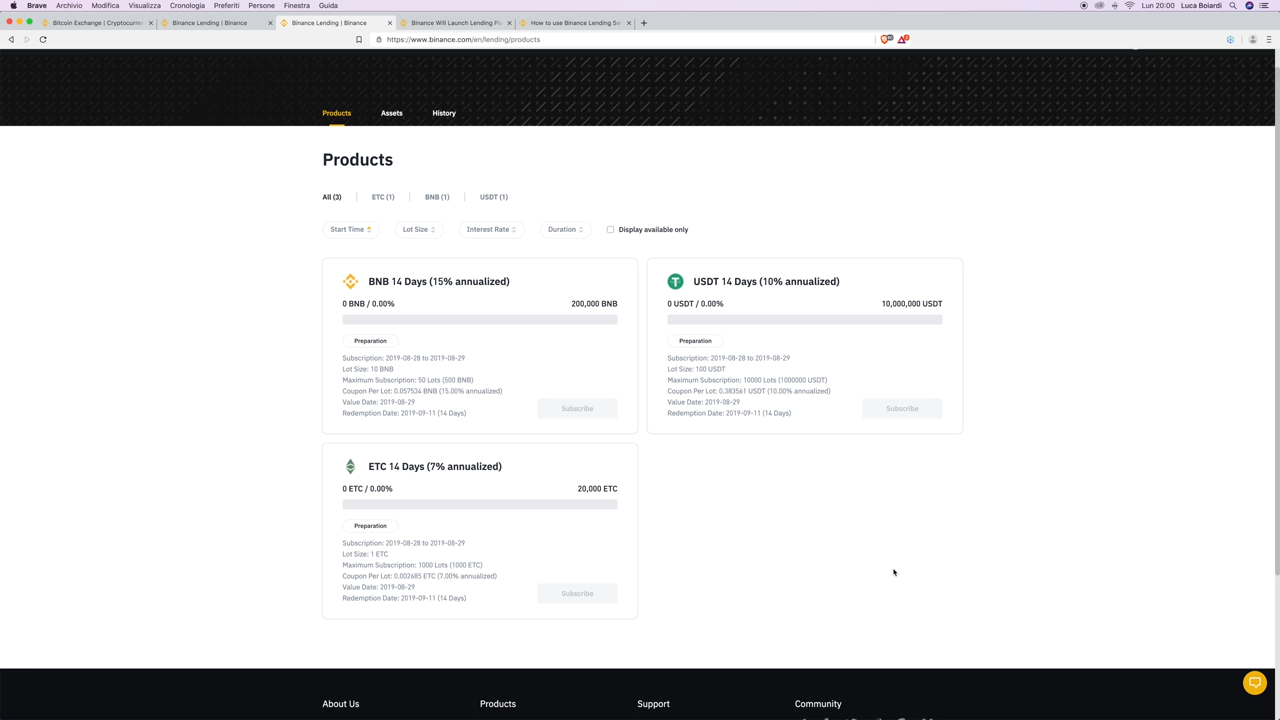 Brave Archivio Modifica Visualizza Cronologia Preferiti Persone Finestra Guida Lun 20:00 Luca Boiardi
Bitcoin Exchange | Cryptocurr Binance Lending | Binance Binance Lending | Binance Binance Will Launch Lending Pl How to use Binance Lending Se
https://www.binance.com/en/lending/products
Products Assets History
Products
All (3) ETC (1) BNB (1) USDT (1)
Start Time Lot Size Interest Rate Duration Display available only
BNB 14 Days (15% annualized)
0 BNB / 0.00% 200,000 BNB
Preparation
Subscription: 2019-08-28 to 2019-08-29
Lot Size: 10 BNB
Maximum Subscription: 50 Lots (500 BNB)
Coupon Per Lot: 0.057534 BNB (15.00% annualized)
Value Date: 2019-08-29
Redemption Date: 2019-09-11 (14 Days)
Subscribe
USDT 14 Days (10% annualized)
0 USDT / 0.00% 10,000,000 USDT
Preparation
Subscription: 2019-08-28 to 2019-08-29
Lot Size: 100 USDT
Maximum Subscription: 10000 Lots (1000000 USDT)
Coupon Per Lot: 0.383561 USDT (10.00% annualized)
Value Date: 2019-08-29
Redemption Date: 2019-09-11 (14 Days)
Subscribe
ETC 14 Days (7% annualized)
0 ETC / 0.00% 20,000 ETC
Preparation
Subscription: 2019-08-28 to 2019-08-29
Lot Size: 1 ETC
Maximum Subscription: 1000 Lots (1000 ETC)
Coupon Per Lot: 0.002685 ETC (7.00% annualized)
Value Date: 2019-08-29
Redemption Date: 2019-09-11 (14 Days)
Subscribe
About Us Products Support Community